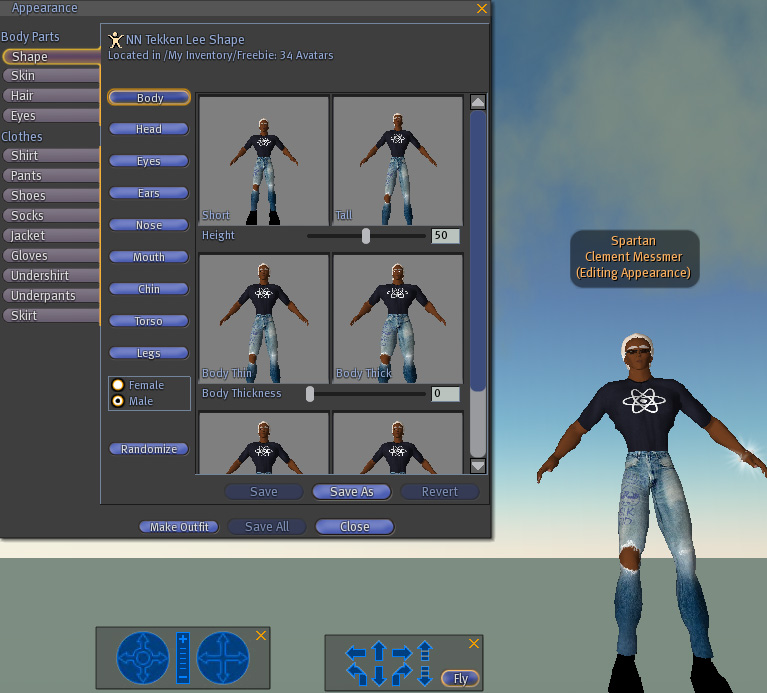 Appearance
Body Parts
Shape
Skin
Hair
Eyes
Clothes
Shirt
Pants
Shoes
Socks
Jacket
Gloves
Undershirt
Underpants
Skirt
NN Tekken Lee Shape
Located in /My Inventory/Freebie: 34 Avatars
Body
Head
Eyes
Ears
Nose
Mouth
Chin
Torso
Legs
Female
Male
Randomize
Short
Tall
Height
50
Body Thin
Body Thick
Body Thickness
0
Save
Save As
Revert
Make Outfit
Save All
Close
Spartan
Clement Messmer
(Editing Appearance)
Fly